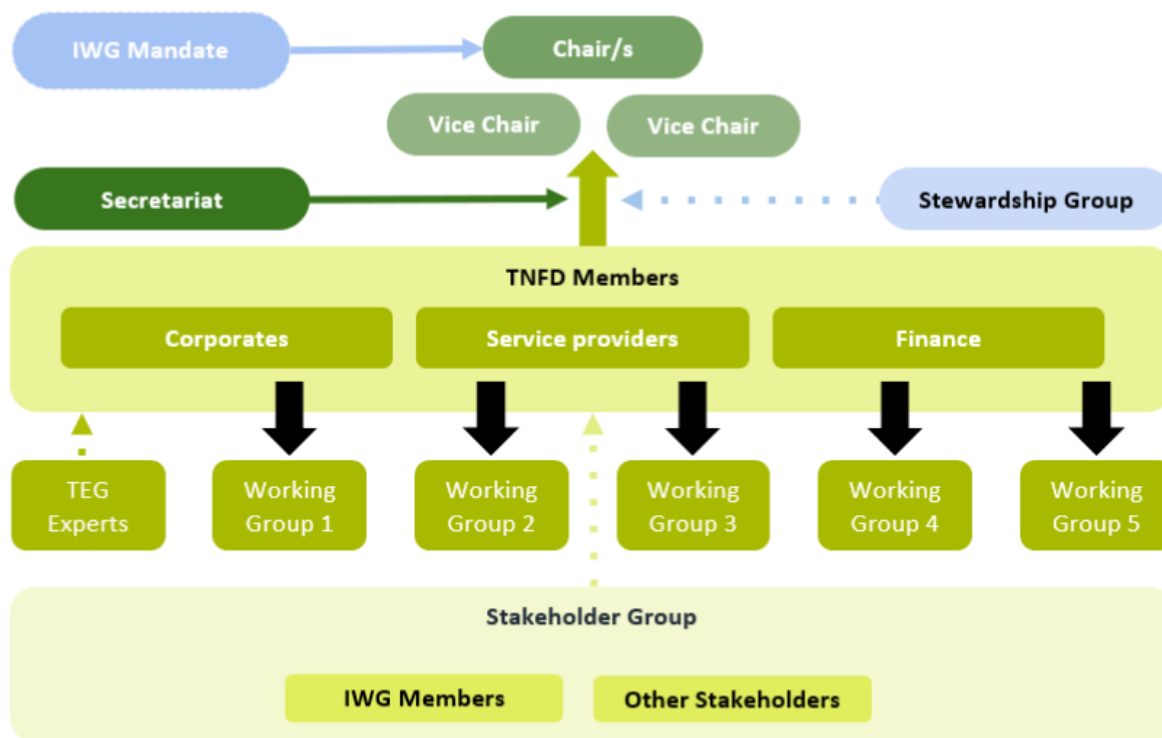 IWG Mandate
Chair/s
Vice Chair
Vice Chair
Secretariat
Stewardship Group
TNFD Members
Corporates
Service providers
Finance
TEG
Experts
Working
Group 1
Working
Group 2
Working
Group 3
Working
Group 4
Working
Group 5
Stakeholder Group
IWG Members
Other Stakeholders